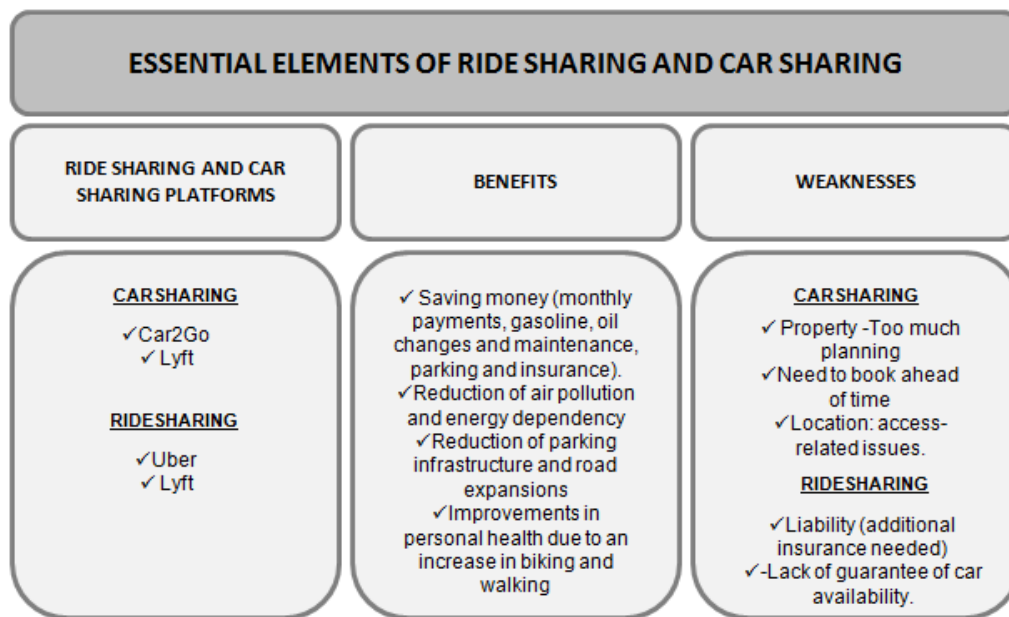 ESSENTIAL ELEMENTS OF RIDE SHARING AND CAR SHARING
RIDE SHARING AND CAR
SHARING PLATFORMS
BENEFITS
WEAKNESSES
CARSHARING
✓Car2Go
✓ Lyft
RIDESHARING
✓Uber
✓ Lyft
✓ Saving money (monthly
payments, gasoline, oil
changes and maintenance,
parking and insurance).
✓Reduction of air pollution
and energy dependency
✓Reduction of parking
infrastructure and road
expansions
✓Improvements in
personal health due to an
increase in biking and
walking
CARSHARING
✓ Property -Too much
planning
✓Need to book ahead
of time
✓Location: access-
related issues.
RIDESHARING
✓Liability (additional
insurance needed)
✓-Lack of guarantee of car
availability.